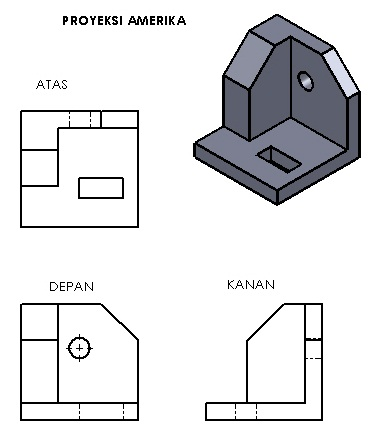 PROYEKSI AMERIKA
ATAS
DEPAN
KANAN